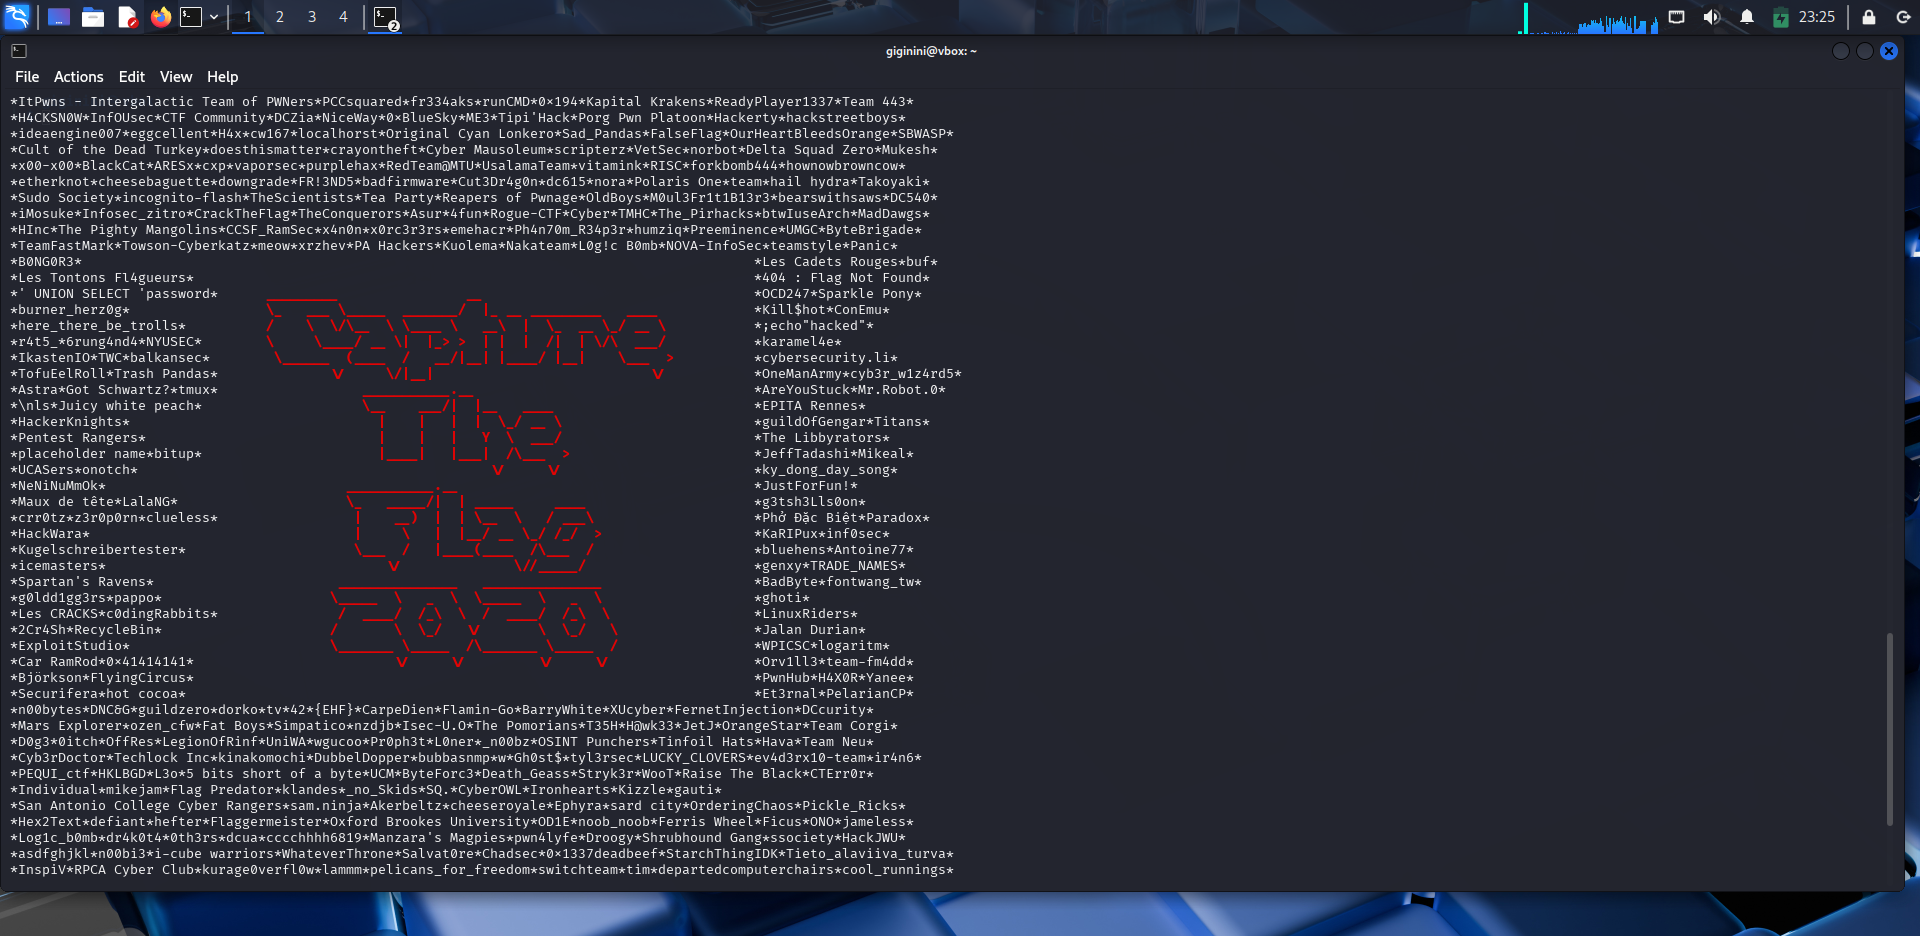 1 2 3 4
2
23:25
giginini@vbox: ~
File Actions Edit View Help
*ItPwns - Intergalactic Team of PWNers*PCCsquared*fr334aks*runCMD*0×194*Kapital Krakens*ReadyPlayer1337*Team 443*
*H4CKSN0W*InfOUsec*CTF Community*DCZia*NiceWay*0×BlueSky*ME3*Tipi'Hack*Porg Pwn Platoon*Hackerty*hackstreetboys*
*ideaengine007*eggcellent*H4x*cw167*localhorst*Original Cyan Lonkero*Sad_Pandas*FalseFlag*OurHeartBleedsOrange*SBWASP*
*Cult of the Dead Turkey*doesthismatter*crayontheft*Cyber Mausoleum*scripterz*VetSec*norbot*Delta Squad Zero*Mukesh*
*x00-x00*BlackCat*ARESx*cxp*vaporsec*purplehax*RedTeam@MTU*UsalamaTeam*vitamink*RISC*forkbomb444*hownowbrowncow*
*etherknot*cheesebaguette*downgrade*FR!3ND5*badfirmware*Cut3Dr4g0n*dc615*nora*Polaris One*team*hail hydra*Takoyaki*
*Sudo Society*incognito-flash*TheScientists*Tea Party*Reapers of Pwnage*OldBoys*M0ul3Fr1t1B13r3*bearswithsaws*DC540*
*iMosuke*Infosec_zitro*CrackTheFlag*TheConquerors*Asur*4fun*Rogue-CTF*Cyber*TMHC*The_Pirhacks*btwIuseArch*MadDawgs*
*HInc*The Pighty Mangolins*CCSF_RamSec*x4n0n*x0rc3r3rs*emehacr*Ph4n70m_R34p3r*humziq*Preeminence*UMGC*ByteBrigade*
*TeamFastMark*Towson-Cyberkatz*meow*xrzhev*PA Hackers*Kuolema*Nakateam*L0g!c B0mb*NOVA-InfoSec*teamstyle*Panic*
*B0NG0R3* *Les Cadets Rouges*buf*
*Les Tontons Fl4gueurs* *404 : Flag Not Found*
*' UNION SELECT 'password* *OCD247*Sparkle Pony*
*burner_herz0g* *Kill$hot*ConEmu*
*here_there_be_trolls* *;echo"hacked"*
*r4t5_*6rung4nd4*NYUSEC* *karamel4e*
*IkastenIO*TWC*balkansec* *cybersecurity.li*
*TofuEelRoll*Trash Pandas* *OneManArmy*cyb3r_w1z4rd5*
*Astra*Got Schwartz?*tmux* *AreYouStuck*Mr.Robot.0*
*\nls*Juicy white peach* *EPITA Rennes*
*HackerKnights* *guildOfGengar*Titans*
*Pentest Rangers* *The Libbyrators*
*placeholder name*bitup* *JeffTadashi*Mikeal*
*UCASers*onotch* *ky_dong_day_song*
*NeNiNuMmOk* *JustForFun!*
*Maux de tête*LalaNG* *g3tsh3Lls0on*
*crr0tz*z3r0p0rn*clueless* *Phở Đặc Biệt*Paradox*
*HackWara* *KaRIPux*inf0sec*
*Kugelschreibertester* *bluehens*Antoine77*
*icemasters* *genxy*TRADE_NAMES*
*Spartan's Ravens* *BadByte*fontwang_tw*
*g0ldd1gg3rs*pappo* *ghoti*
*Les CRACKS*c0dingRabbits* *LinuxRiders*
*2Cr4Sh*RecycleBin* *Jalan Durian*
*ExploitStudio* *WPICSC*logaritm*
*Car RamRod*0×41414141* *Orv1ll3*team-fm4dd*
*Björkson*FlyingCircus* *PwnHub*H4X0R*Yanee*
*Securifera*hot cocoa* *Et3rnal*PelarianCP*
Capture
The
Flag
2020
*n00bytes*DNC&G*guildzero*dorko*tv*42*{EHF}*CarpeDien*Flamin-Go*BarryWhite*XUcyber*FernetInjection*DCcurity*
*Mars Explorer*ozen_cfw*Fat Boys*Simpatico*nzdjb*Isec-U.O*The Pomorians*T35H*H@wk33*JetJ*OrangeStar*Team Corgi*
*D0g3*0itch*OffRes*LegionOfRinf*UniWA*wgucoo*Pr0ph3t*L0ner*_n00bz*OSINT Punchers*Tinfoil Hats*Hava*Team Neu*
*Cyb3rDoctor*Techlock Inc*kinakomochi*DubbelDopper*bubbasnmp*w*Gh0st$*tyl3rsec*LUCKY_CLOVERS*ev4d3rx10-team*ir4n6*
*PEQUI_ctf*HKLBGD*L3o*5 bits short of a byte*UCM*ByteForc3*Death_Geass*Stryk3r*WooT*Raise The Black*CTErr0r*
*Individual*mikejam*Flag Predator*klandes*_no_Skids*SQ.*CyberOWL*Ironhearts*Kizzle*gauti*
*San Antonio College Cyber Rangers*sam.ninja*Akerbeltz*cheeseroyale*Ephyra*sard city*OrderingChaos*Pickle_Ricks*
*Hex2Text*defiant*hefter*Flaggermeister*Oxford Brookes University*OD1E*noob_noob*Ferris Wheel*Ficus*ONO*jameless*
*Log1c_b0mb*dr4k0t4*0th3rs*dcua*cccchhhh6819*Manzara's Magpies*pwn4lyfe*Droogy*Shrubhound Gang*ssociety*HackJWU*
*asdfghjkl*n00bi3*i-cube warriors*WhateverThrone*Salvat0re*Chadsec*0×1337deadbeef*StarchThingIDK*Tieto_alaviiva_turva*
*InspiV*RPCA Cyber Club*kurage0verfl0w*lammm*pelicans_for_freedom*switchteam*tim*departedcomputerchairs*cool_runnings*